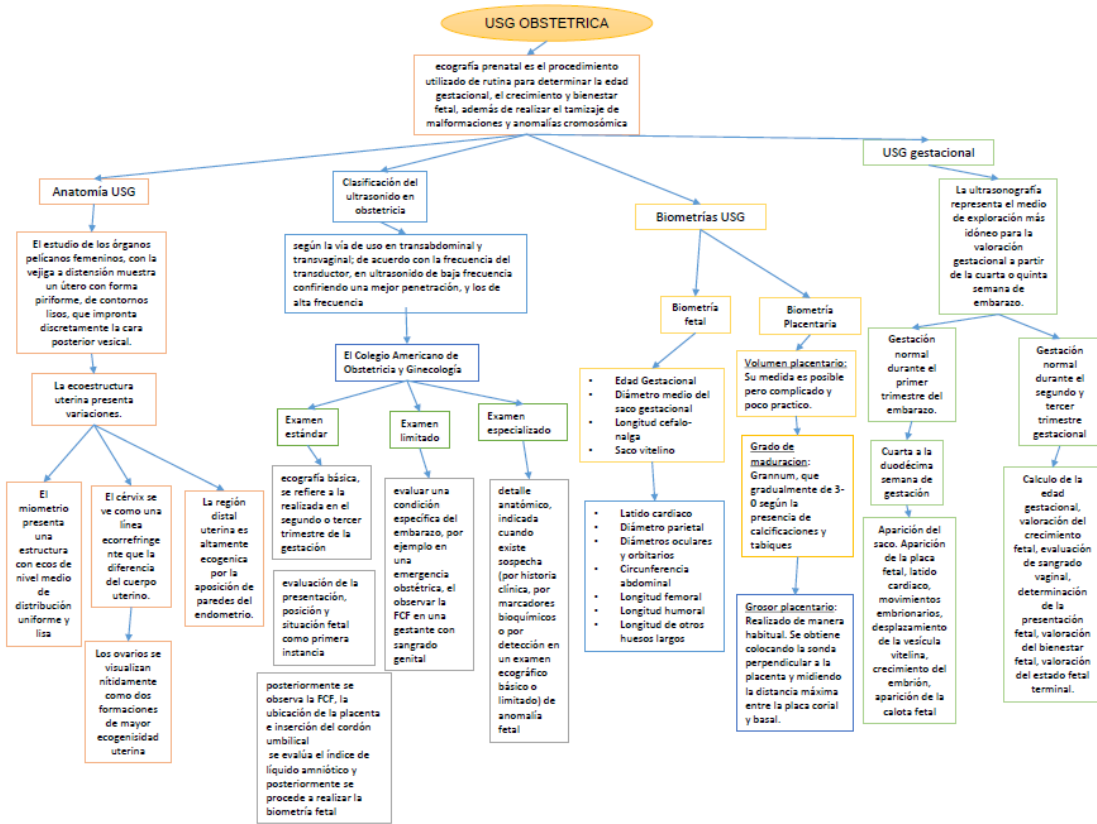 USG OBSTETRICA
ecografía prenatal es el procedimiento
utilizado de rutina para determinar la edad
gestacional, el crecimiento y bienestar
fetal, además de realizar el tamizaje de
malformaciones y anomalías cromosómica
Anatomía USG
El estudio de los órganos
pelícanos femeninos, con la
vejiga a distensión muestra
un útero con forma
piriforme, de contornos
lisos, que impronta
discretamente la cara
posterior vesical.
La ecoestructura
uterina presenta
variaciones.
El
miometrio
presenta
una
estructura
con ecos de
nivel medio
de
distribución
uniforme y
lisa
El cérvix se
ve como una
línea
ecorrefringe
nte que la
diferencia
del cuerpo
uterino.
Los ovarios se
visualizan
nítidamente
como dos
formaciones
de mayor
ecogenisidad
uterina
La región
distal
uterina es
altamente
ecogenica
por la
aposición de
paredes del
endometrio.
Clasificación del
ultrasonido en
obstetricia
según la vía de uso en transabdominal y
transvaginal; de acuerdo con la frecuencia del
transductor, en ultrasonido de baja frecuencia
confiriendo una mejor penetración, y los de
alta frecuencia
El Colegio Americano de
Obstetricia y Ginecología
Examen
estándar
ecografía básica,
se refiere a la
realizada en el
segundo o tercer
trimestre de la
gestación
evaluación de la
presentación,
posición y
situación fetal
como primera
instancia
posteriormente se
observa la FCF, la
ubicación de la placenta
e inserción del cordón
umbilical
se evalúa el índice de
líquido amniótico y
posteriormente se
procede a realizar la
biometría fetal
Examen
limitado
evaluar una
condición
específica del
embarazo, por
ejemplo en
una
emergencia
obstétrica, el
observar la
FCF en una
gestante con
sangrado
genital
Examen
especializado
detalle
anatómico,
indicada
cuando
existe
sospecha
(por historia
clínica, por
marcadores
bioquímicos
o por
detección en
un examen
ecográfico
básico o
limitado) de
anomalía
fetal
Biometrías USG
Biometría
fetal
• Edad Gestacional
• Diámetro medio del
saco gestacional
• Longitud cefalo-
nalga
• Saco vitelino
• Latido cardiaco
• Diámetro parietal
• Diámetros oculares
y orbitarios
• Circunferencia
abdominal
• Longitud femoral
• Longitud humoral
• Longitud de otros
huesos largos
Biometría
Placentaria
Volumen placentario:
Su medida es posible
pero complicado y
poco practico.
Grado de
maduracion:
Grannum, que
gradualmente de 3-
0 según la
presencia de
calcificaciones y
tabiques
Grosor placentario:
Realizado de manera
habitual. Se obtiene
colocando la sonda
perpendicular a la
placenta y midiendo
la distancia máxima
entre la placa corial
y basal.
USG gestacional
La ultrasonografía
representa el medio
de exploración más
idóneo para la
valoración
gestacional a partir
de la cuarta o quinta
semana de
embarazo.
Gestación
normal
durante el
primer
trimestre del
embarazo.
Cuarta a la
duodécima
semana de
gestación
Aparición del
saco. Aparición
de la placa
fetal, latido
cardiaco,
movimientos
embrionarios,
desplazamiento
de la vesícula
vitelina,
crecimiento del
embrión,
aparición de la
calota fetal
Gestación
normal
durante el
segundo y
tercer
trimestre
gestacional
Calculo de la
edad
gestacional,
valoración del
crecimiento
fetal, evaluación
de sangrado
vaginal,
determinación
de la
presentación
fetal, valoración
del bienestar
fetal, valoración
del estado fetal
terminal.